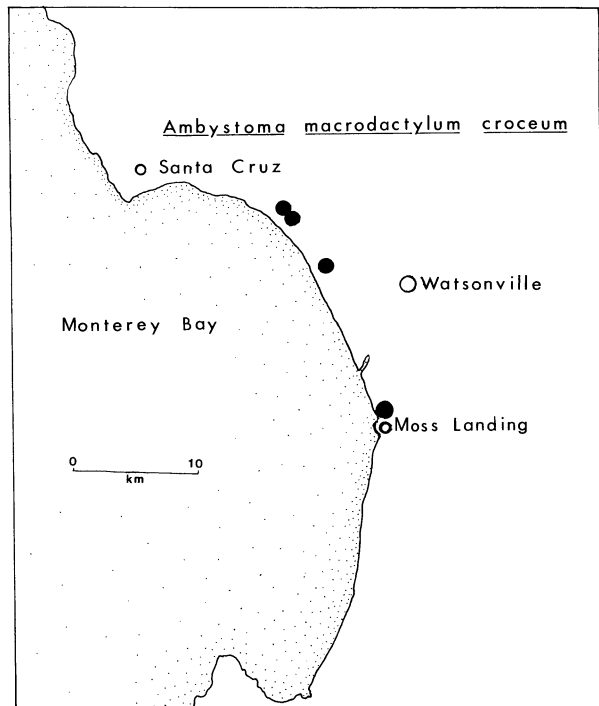 Ambystoma macrodactylum croceum
Santa Cruz
Watsonville
Monterey Bay
Moss Landing
0 10
km